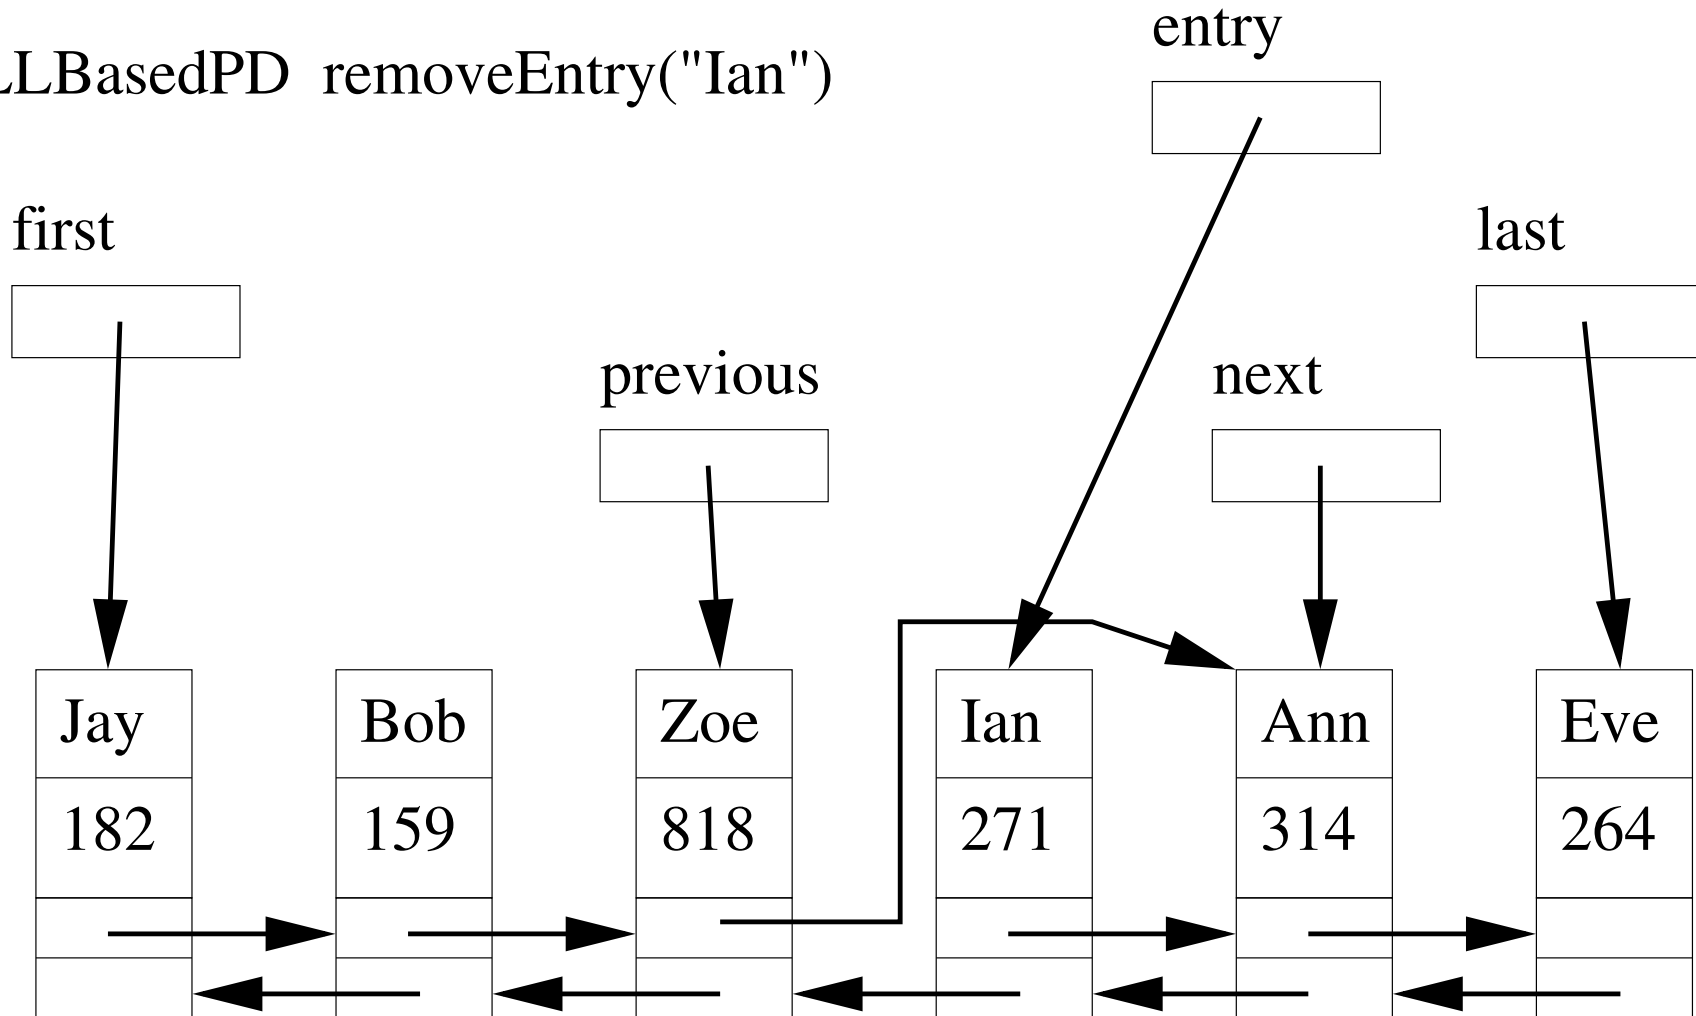 LLBasedPD removeEntry("Ian")
entry
first
last
previous
next
Jay Bob Zoe Ian Ann Eve
182 159 818 271 314 264